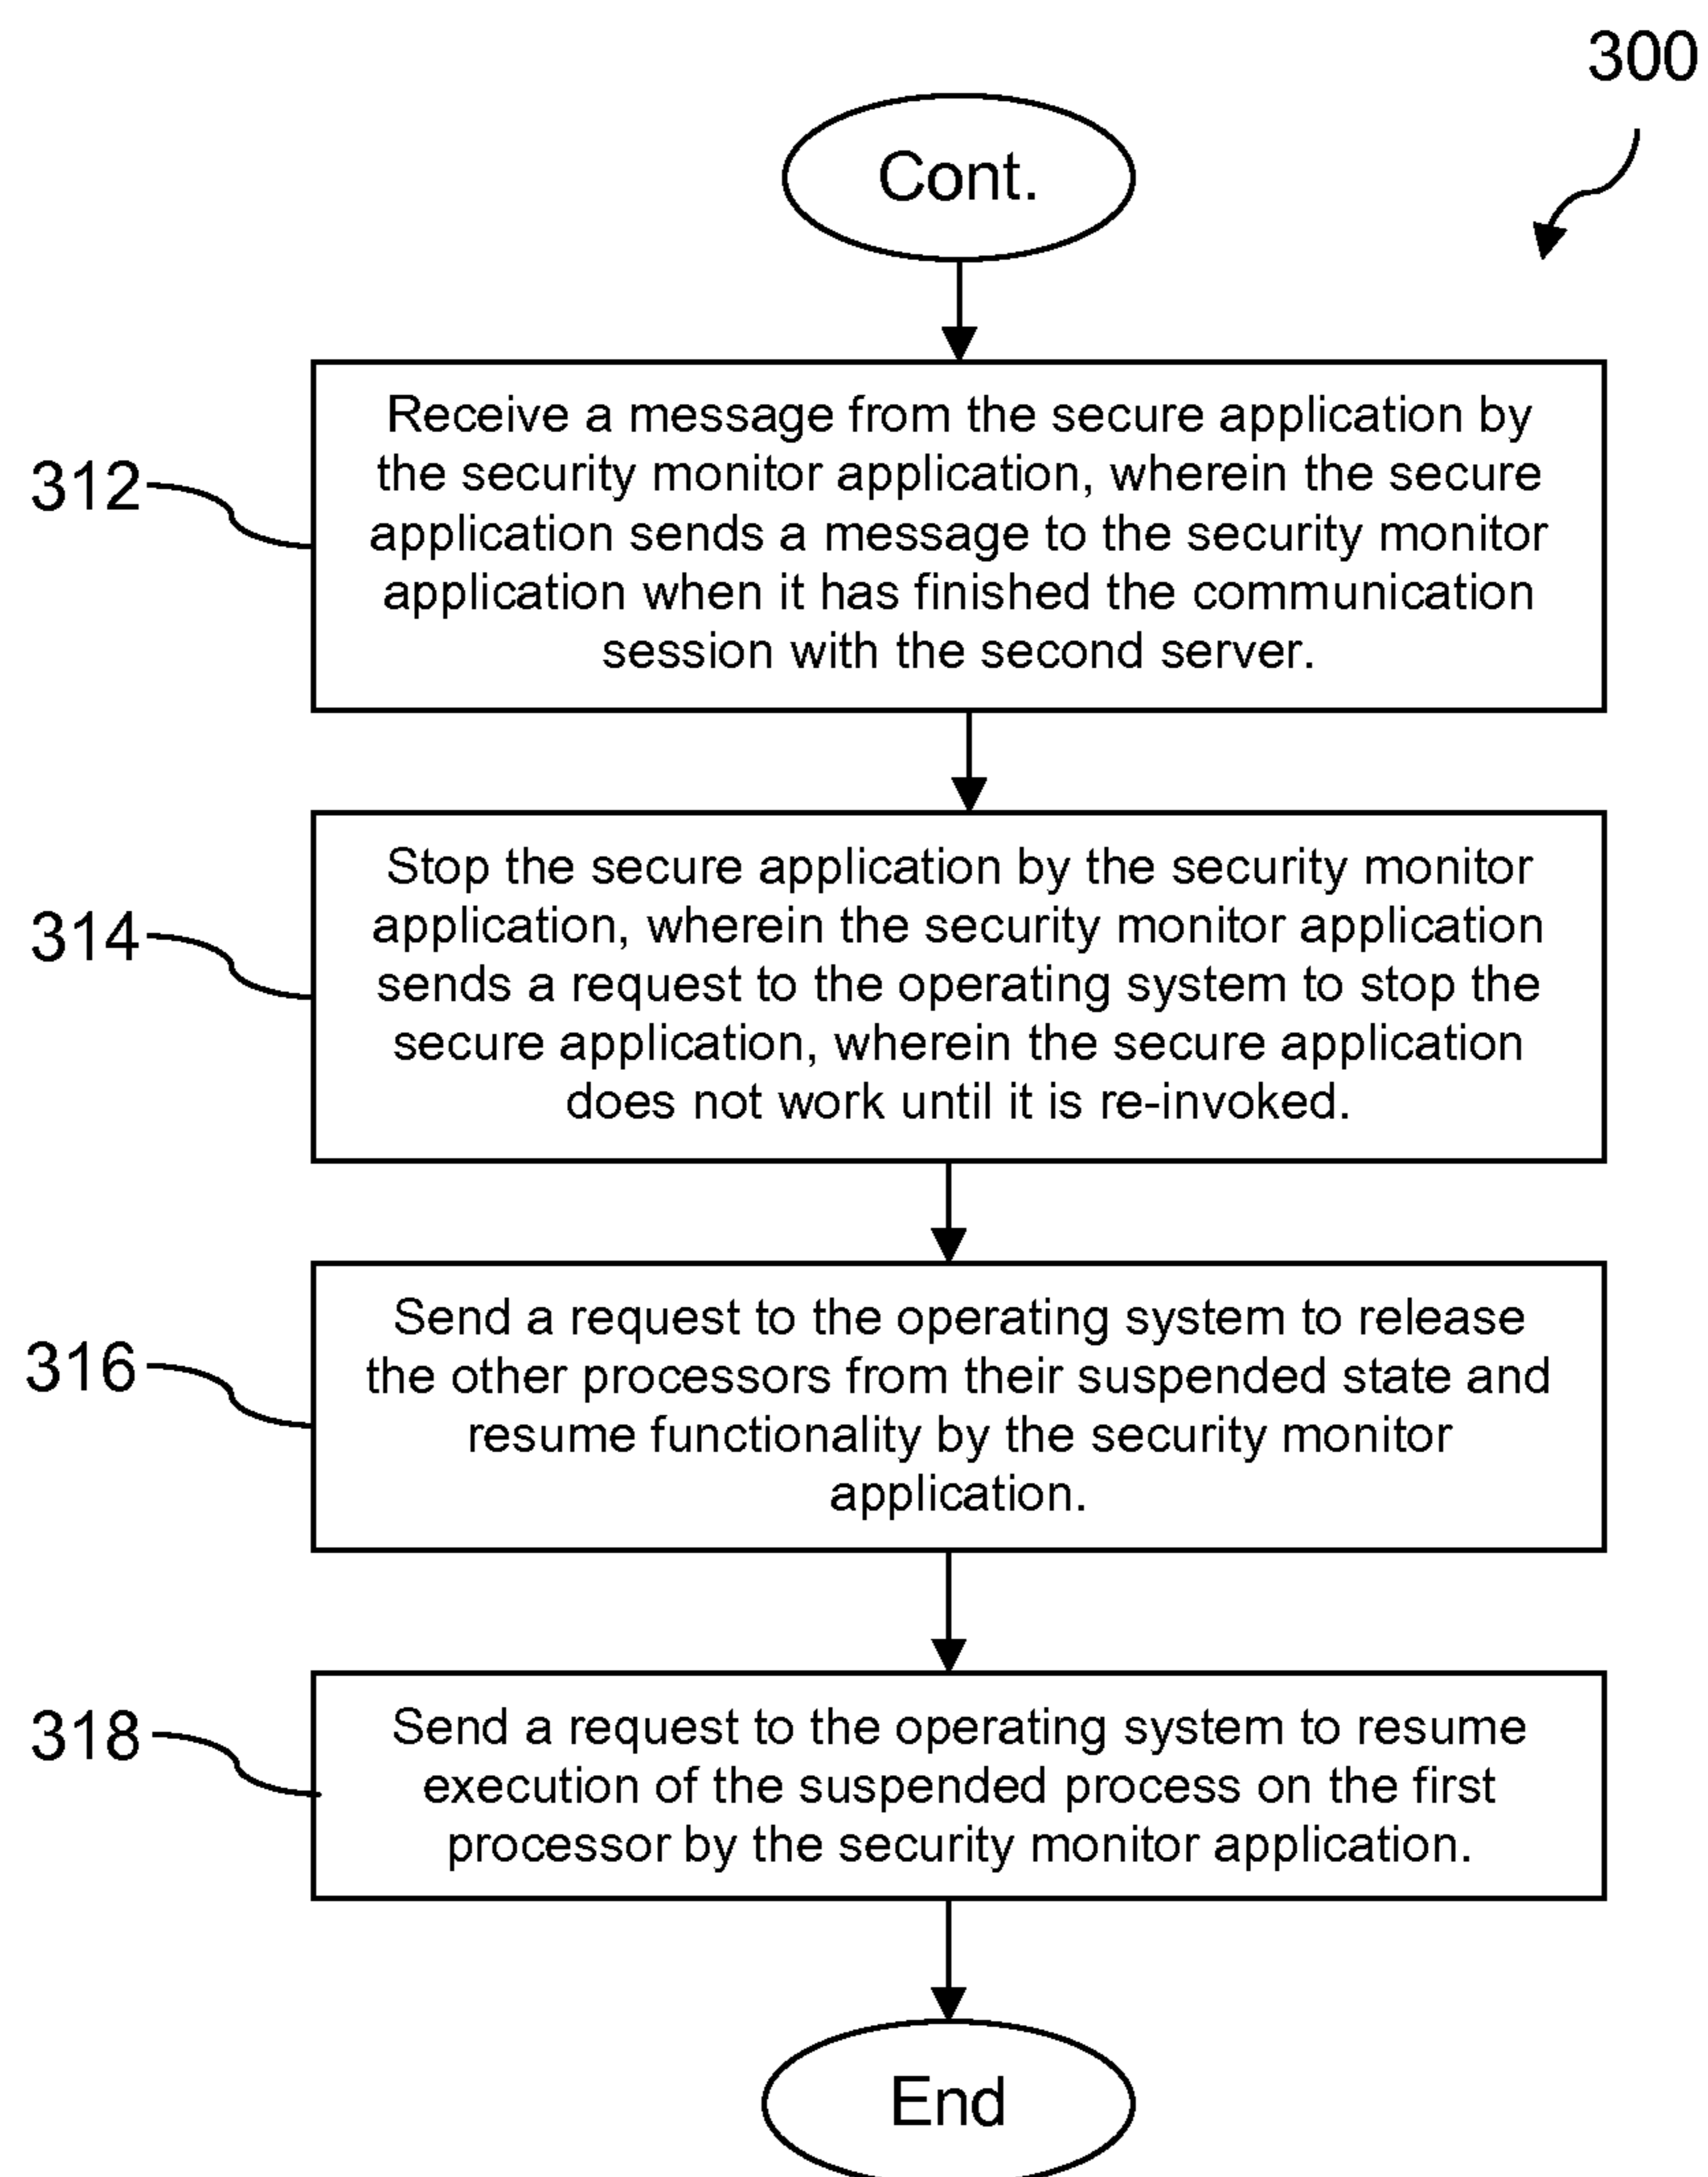 300
Cont.
312
Receive a message from the secure application by
the security monitor application, wherein the secure
application sends a message to the security monitor
application when it has finished the communication
session with the second server.
314
Stop the secure application by the security monitor
application, wherein the security monitor application
sends a request to the operating system to stop the
secure application, wherein the secure application
does not work until it is re-invoked.
316
Send a request to the operating system to release
the other processors from their suspended state and
resume functionality by the security monitor
application.
318
Send a request to the operating system to resume
execution of the suspended process on the first
processor by the security monitor application.
End